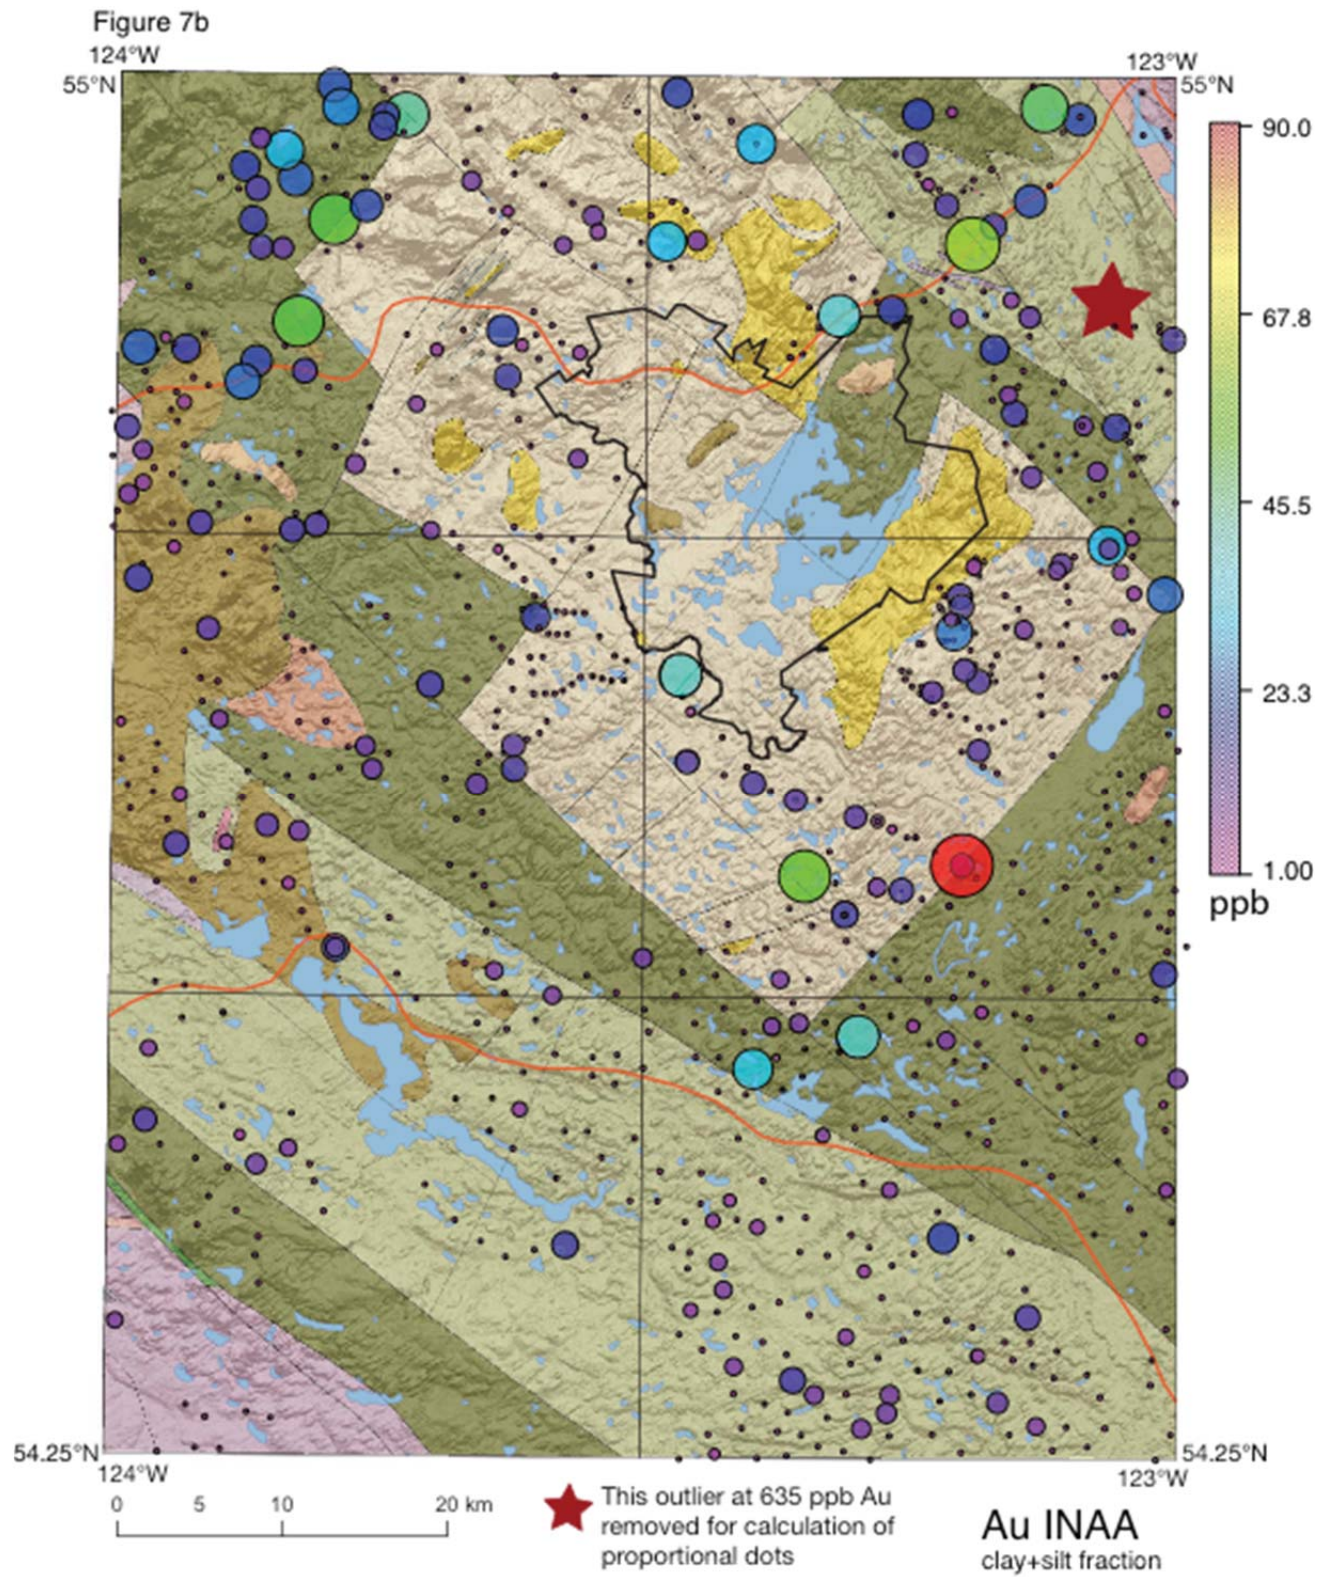 Figure 7b
124°W
123°W
55°N
55°N
90.0
67.8
45.5
23.3
1.00
ppb
54.25°N
54.25°N
124°W
123°W
0 5 10 20 km
This outlier at 635 ppb Au
removed for calculation of
proportional dots
Au INAA
clay+silt fraction